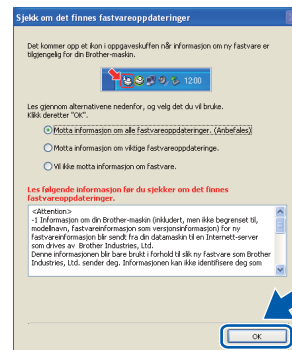 Sjekk om det finnes fastvareoppdateringer
Det kommer opp et ikon i oppgaveskuffen når informasjon om ny fastvare er
tilgjengelig for din Brother-maskin.
12:00
Les gjennom alternativene nedenfor, og velg det du vil bruke.
Klikk deretter "OK".
Motta informasjon om alle fastvareoppdateringer. (Anbefales)
Motta informasjon om viktige fastvareoppdateringe.
Vil ikke motta informasjon om fastvare.
Les følgende informasjon før du sjekker om det finnes
fastvareoppdateringer.
<Attention>
-1 Informasjon om din Brother-maskin (inkludert, men ikke begrenset til,
modellnavn, fastvareinformasjon som versjonsinformasjon) for ny
fastvareinformasjon blir sendt fra din datamaskin til en Internett-server
som drives av Brother Industries, Ltd.
Denne informasjonen blir bare brukt i forhold til slik ny fastvare som Brother
Industries, Ltd. sender deg. Informasjonen kan ikke identifisere deg som
OK